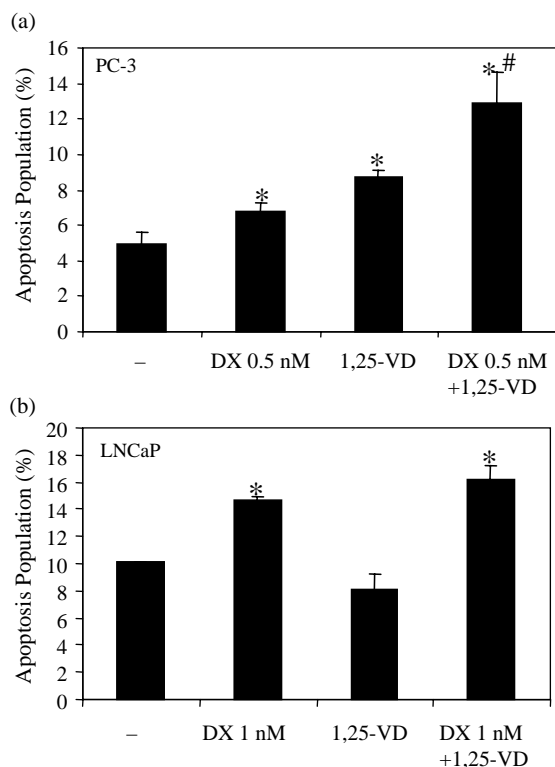 (a)
PC-3
Apoptosis Population (%)
16
14
12
10
8
6
4
2
0
*
*
*#
–
DX 0.5 nM
1,25-VD
DX 0.5 nM
+1,25-VD
(b)
LNCaP
Apoptosis Population (%)
20
18
16
14
12
10
8
6
4
2
0
*
*
–
DX 1 nM
1,25-VD
DX 1 nM
+1,25-VD